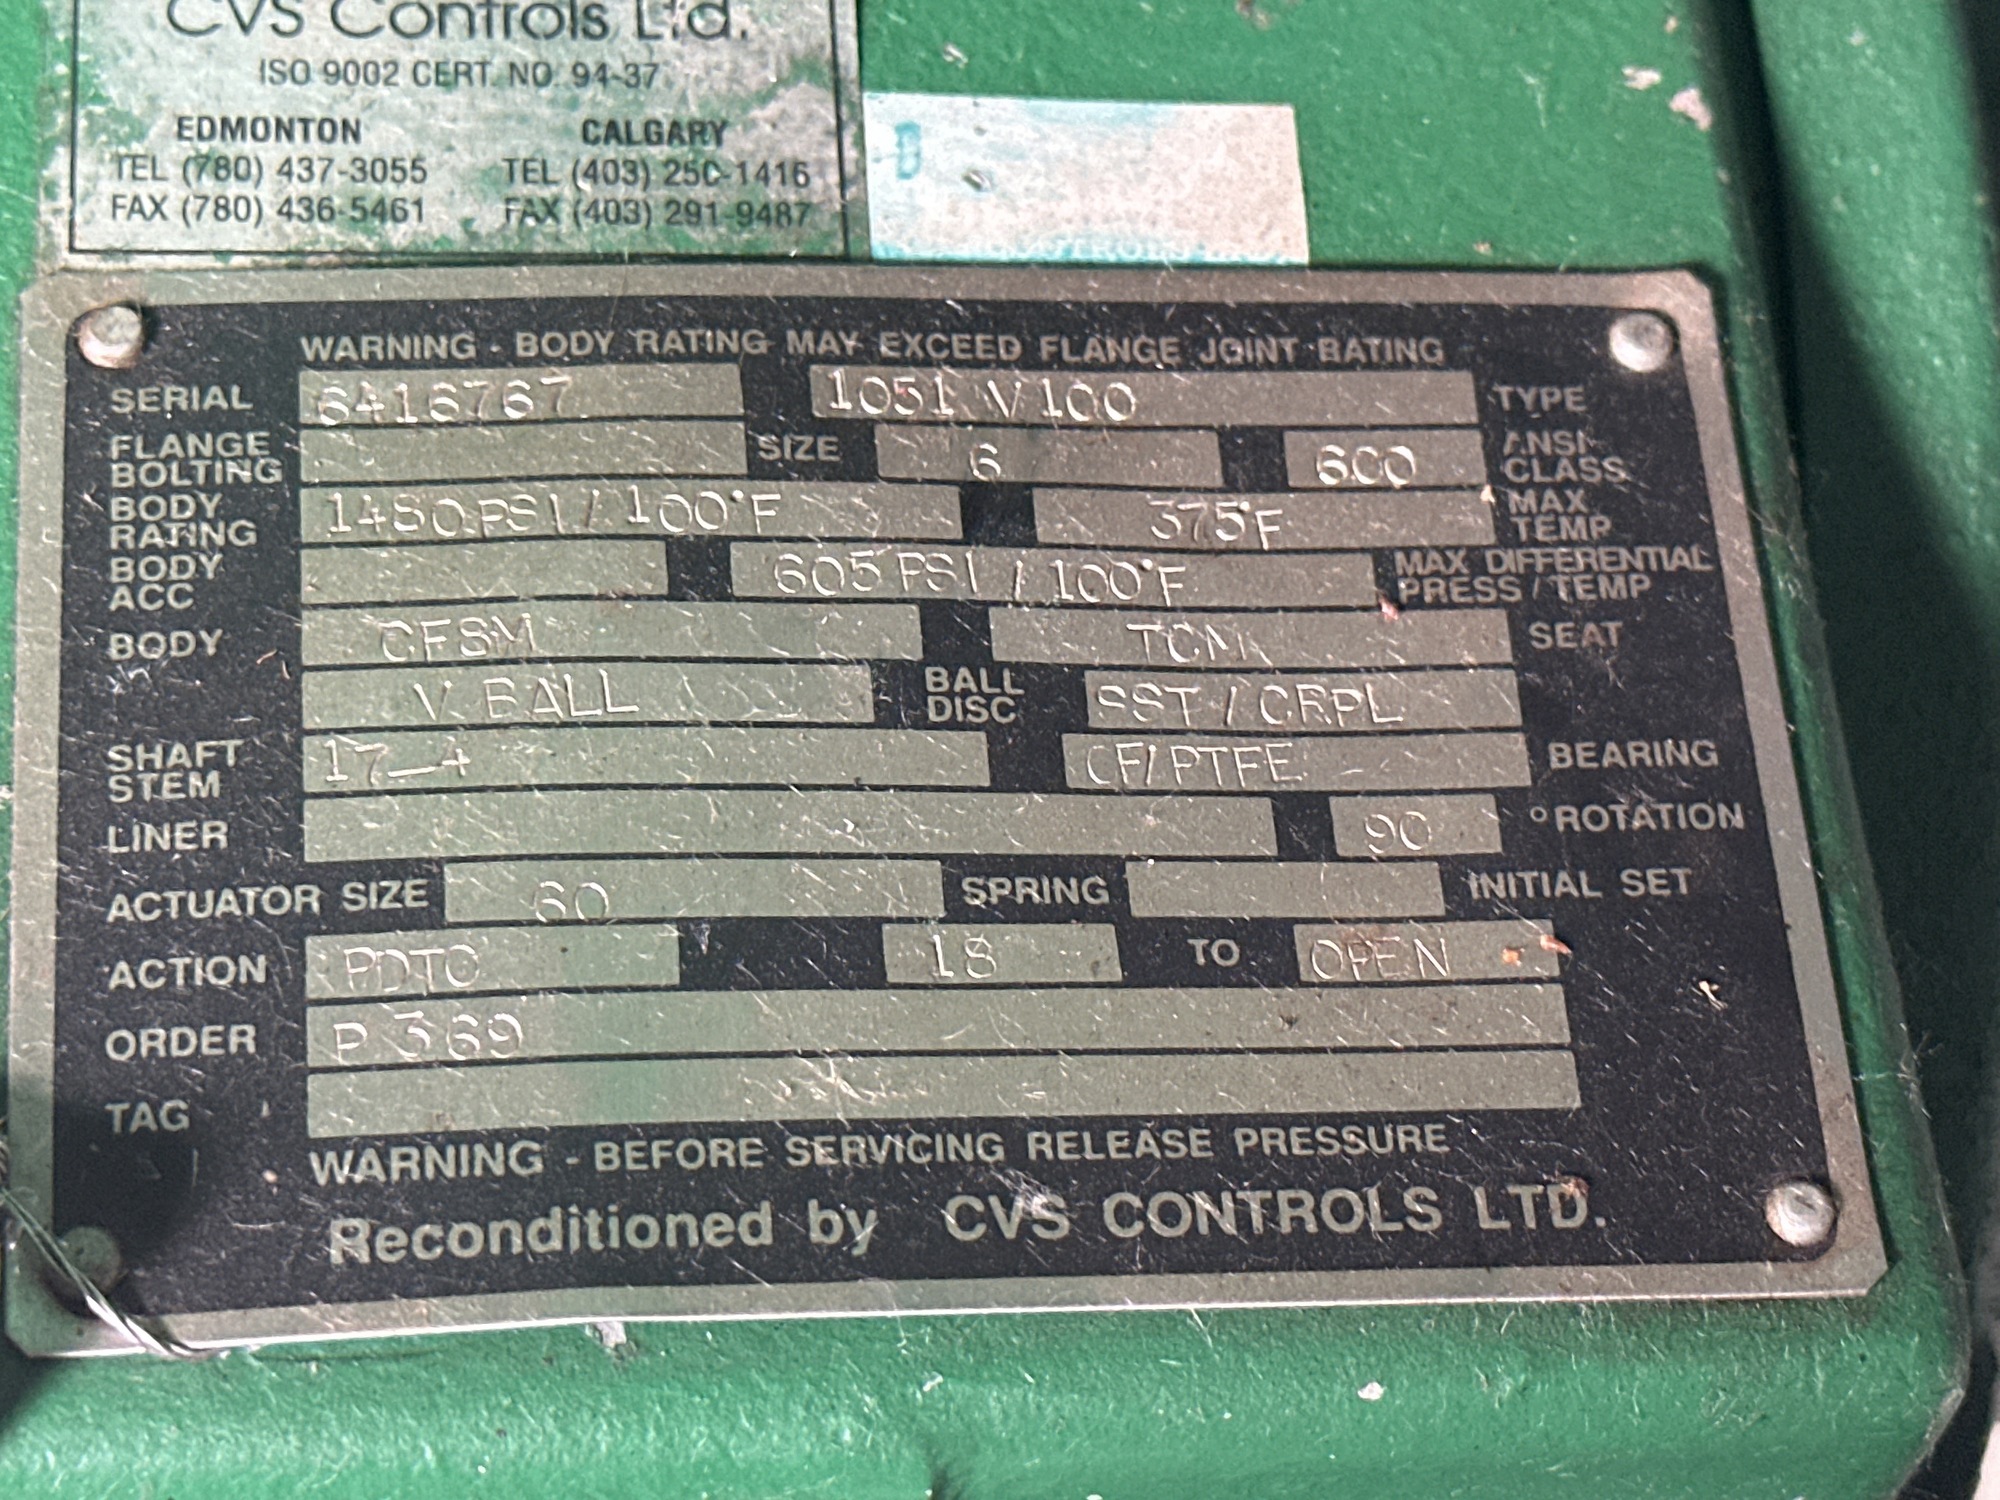 CVS Controls Ltd.
ISO 9002 CERT. NO. 94-37
EDMONTON CALGARY
TEL (780) 437-3055 TEL (403) 250-1416
FAX (780) 436-5461 FAX (403) 291-9487
WARNING - BODY RATING MAY EXCEED FLANGE JOINT RATING
SERIAL 6416767 1051 V100 TYPE
FLANGE BOLTING SIZE 6 600 ANSI CLASS
BODY RATING 1480 PSI / 100°F 375°F MAX TEMP
BODY ACC 605 PSI / 100°F MAX DIFFERENTIAL PRESS / TEMP
BODY CF8M TCM SEAT
V BALL BALL DISC SST / CRPL
SHAFT STEM 17-4 CF/PTFE BEARING
LINER 90 °ROTATION
ACTUATOR SIZE 60 SPRING INITIAL SET
ACTION PDTC 18 TO OPEN
ORDER P 369
TAG
WARNING - BEFORE SERVICING RELEASE PRESSURE
Reconditioned by CVS CONTROLS LTD.